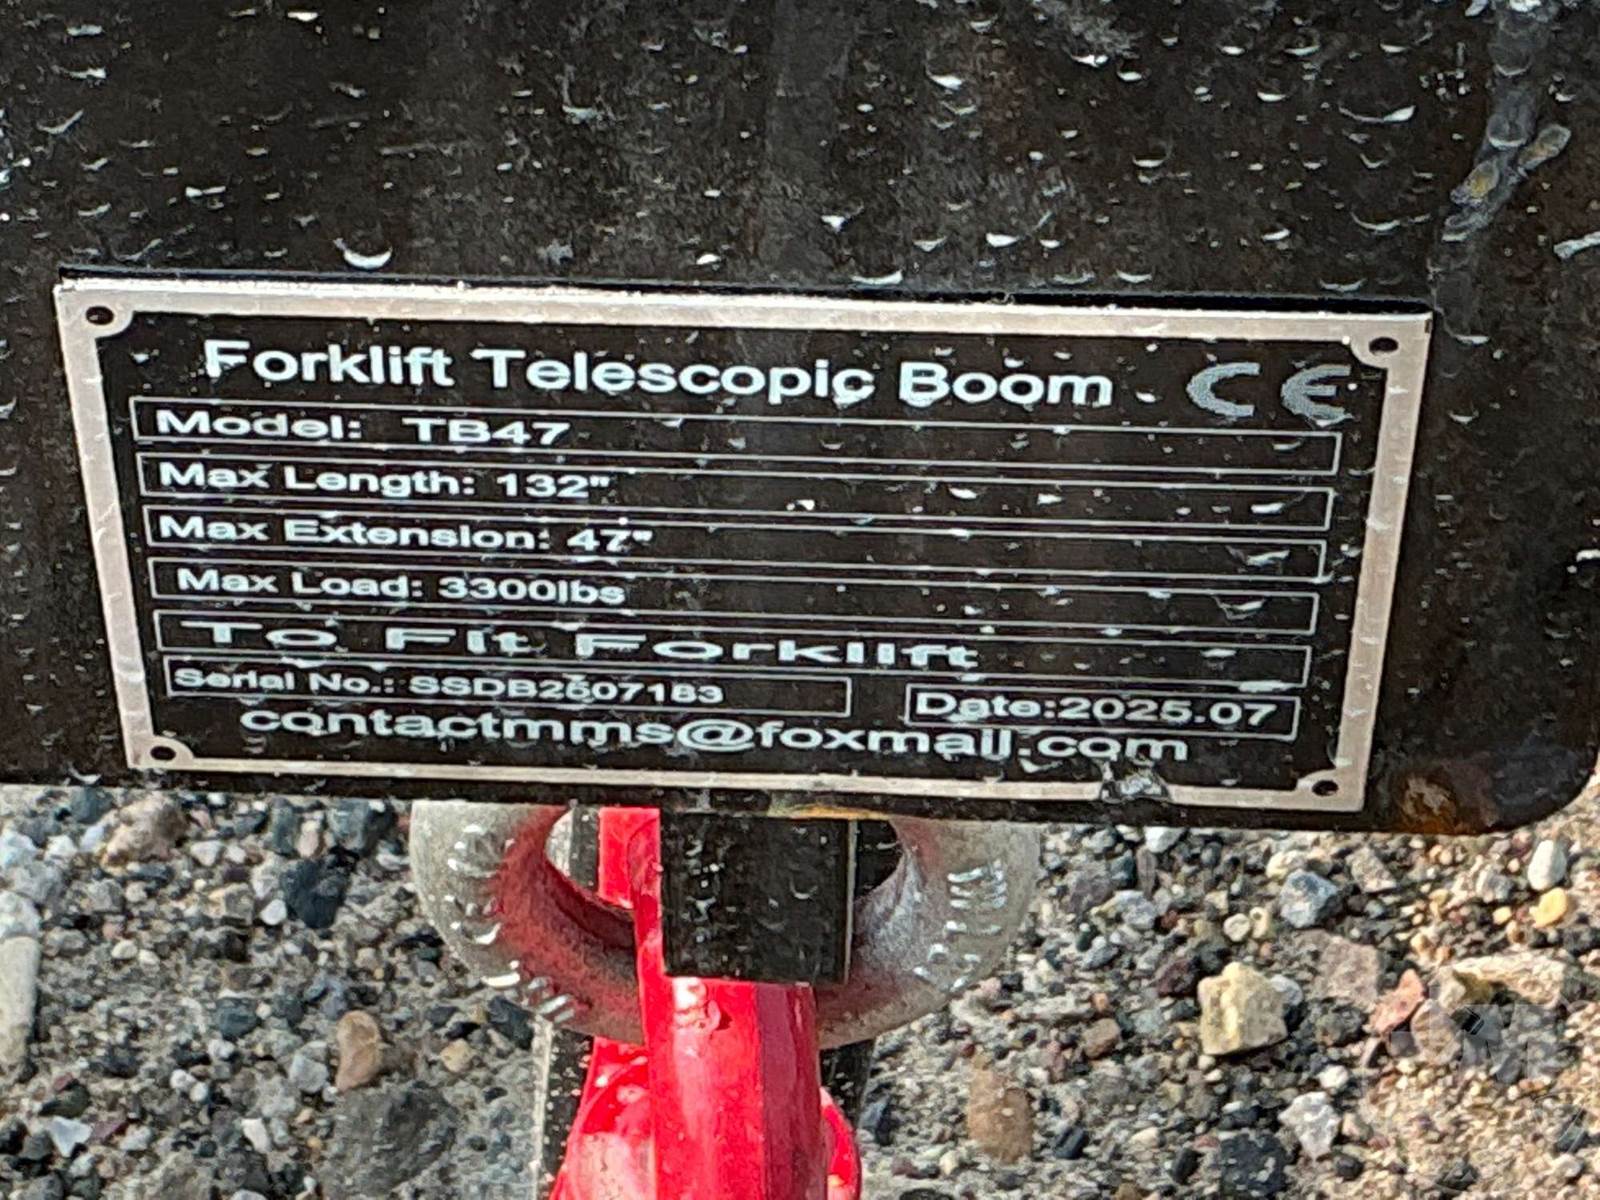 Forklift Telescopic Boom CE
Model: TB47
Max Length: 132"
Max Extension: 47"
Max Load: 3300lbs
To Fit Forklift
Serial No.: SSDB2507183
Date:2025.07
contactmms@foxmail.com